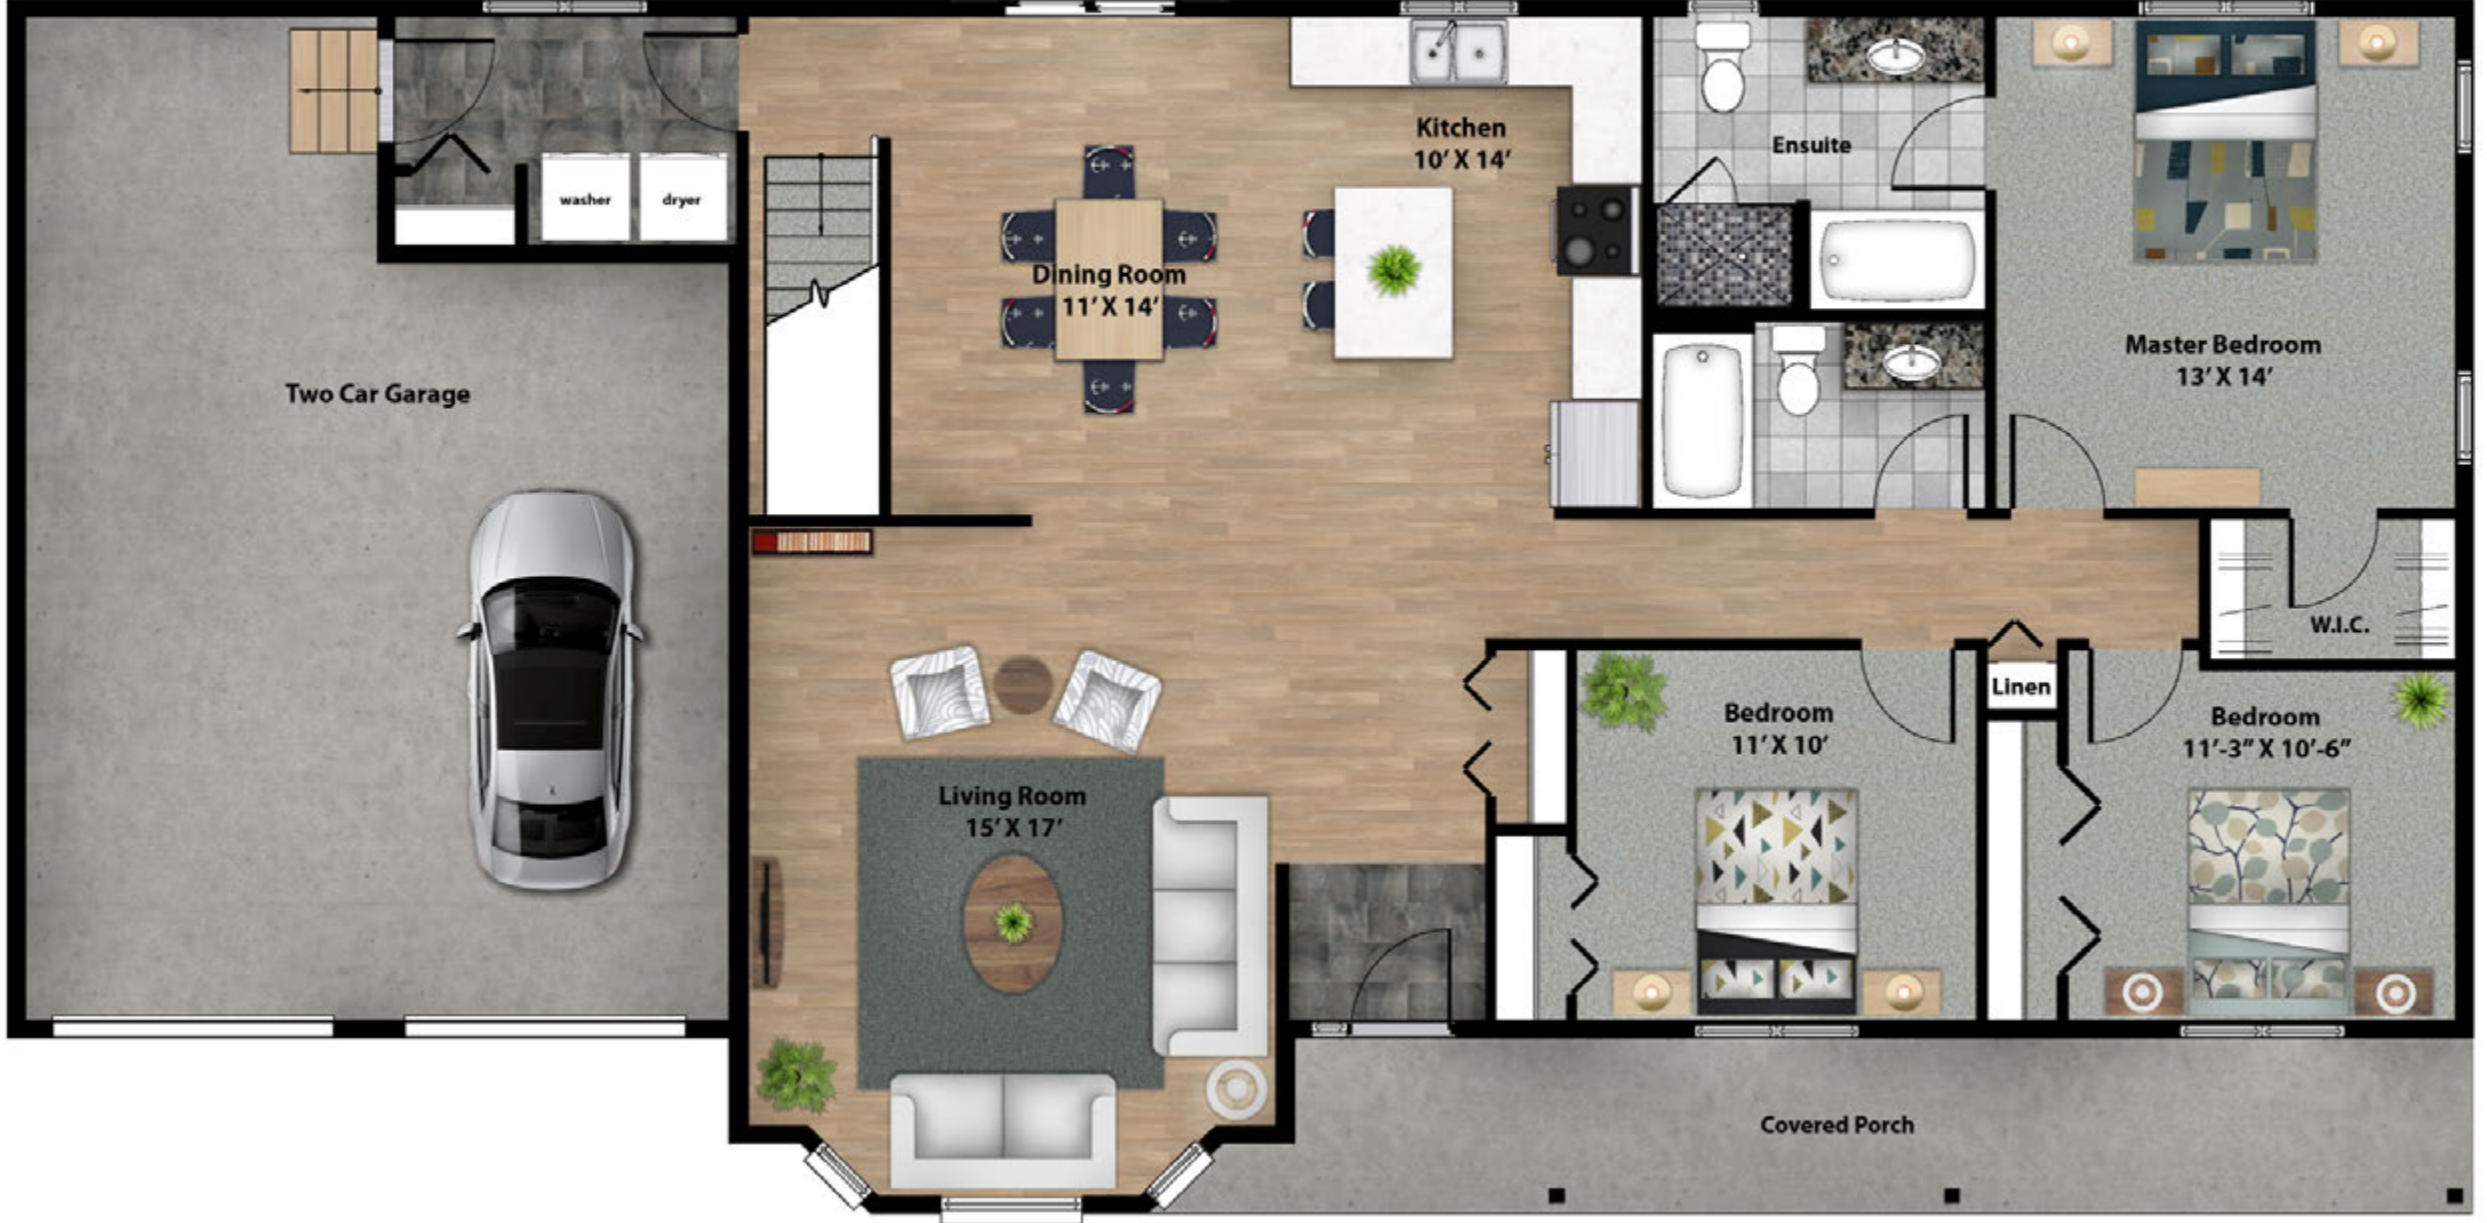 Kitchen
10’ X 14’
Ensuite
washer
dryer
Dining Room
11’ X 14’
Master Bedroom
13’ X 14’
Two Car Garage
W.I.C.
Linen
Bedroom
11’ X 10’
Bedroom
11’-3” X 10’-6”
Living Room
15’ X 17’
Covered Porch